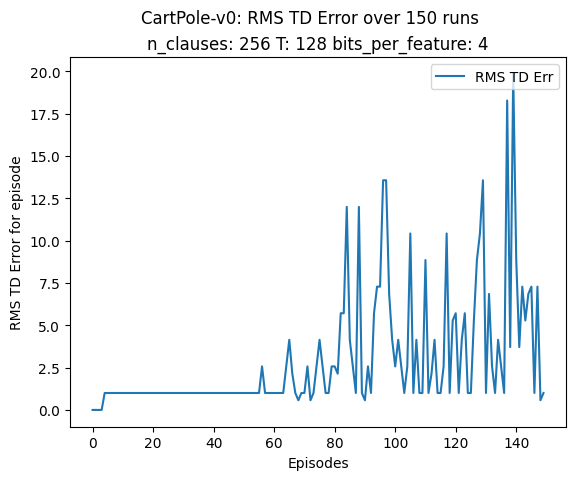 CartPole-v0: RMS TD Error over 150 runs
n_clauses: 256 T: 128 bits_per_feature: 4
RMS TD Err
20.0
17.5
15.0
12.5
10.0
7.5
5.0
2.5
0.0
RMS TD Error for episode
0 20 40 60 80 100 120 140
Episodes